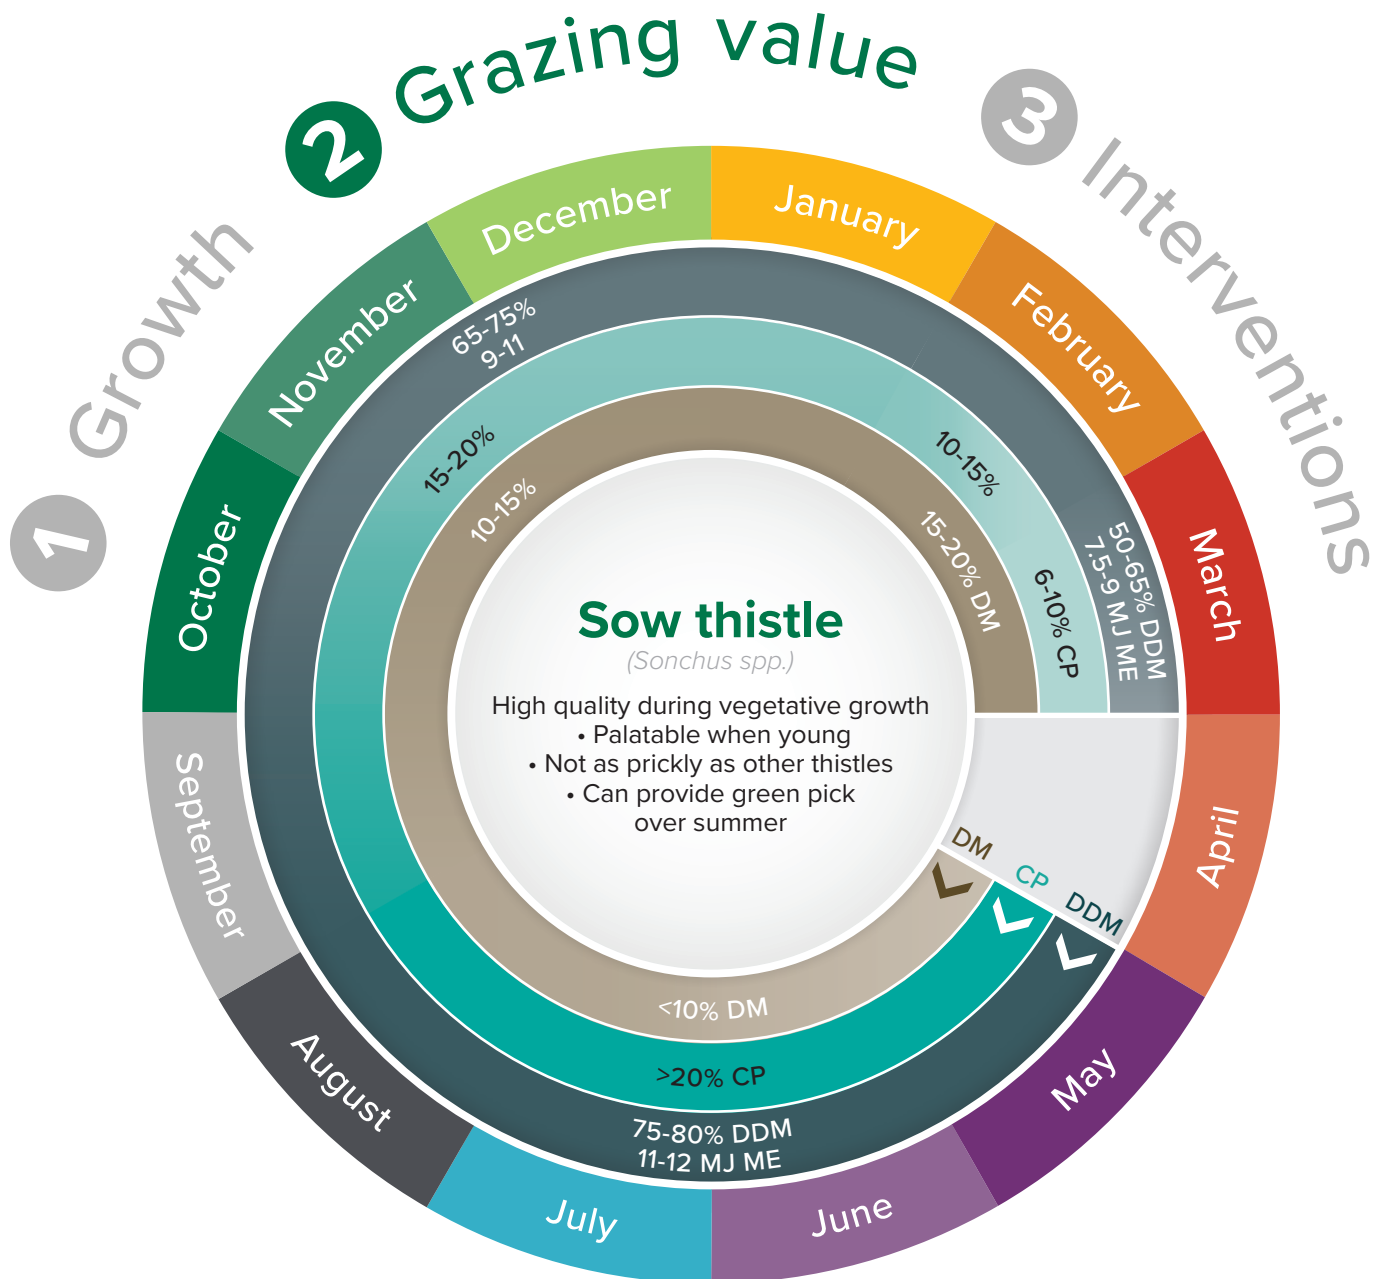 1 Growth
2 Grazing value
3 Interventions
January
February
March
April
May
June
July
August
September
October
November
December
65-75%
9-11
15-20%
10-15%
10-15%
15-20% DM
6-10% CP
50-65% DDM
7.5-9 MJ ME
Sow thistle
(Sonchus spp.)
High quality during vegetative growth
• Palatable when young
• Not as prickly as other thistles
• Can provide green pick
over summer
DM
CP
DDM
<10% DM
>20% CP
75-80% DDM
11-12 MJ ME